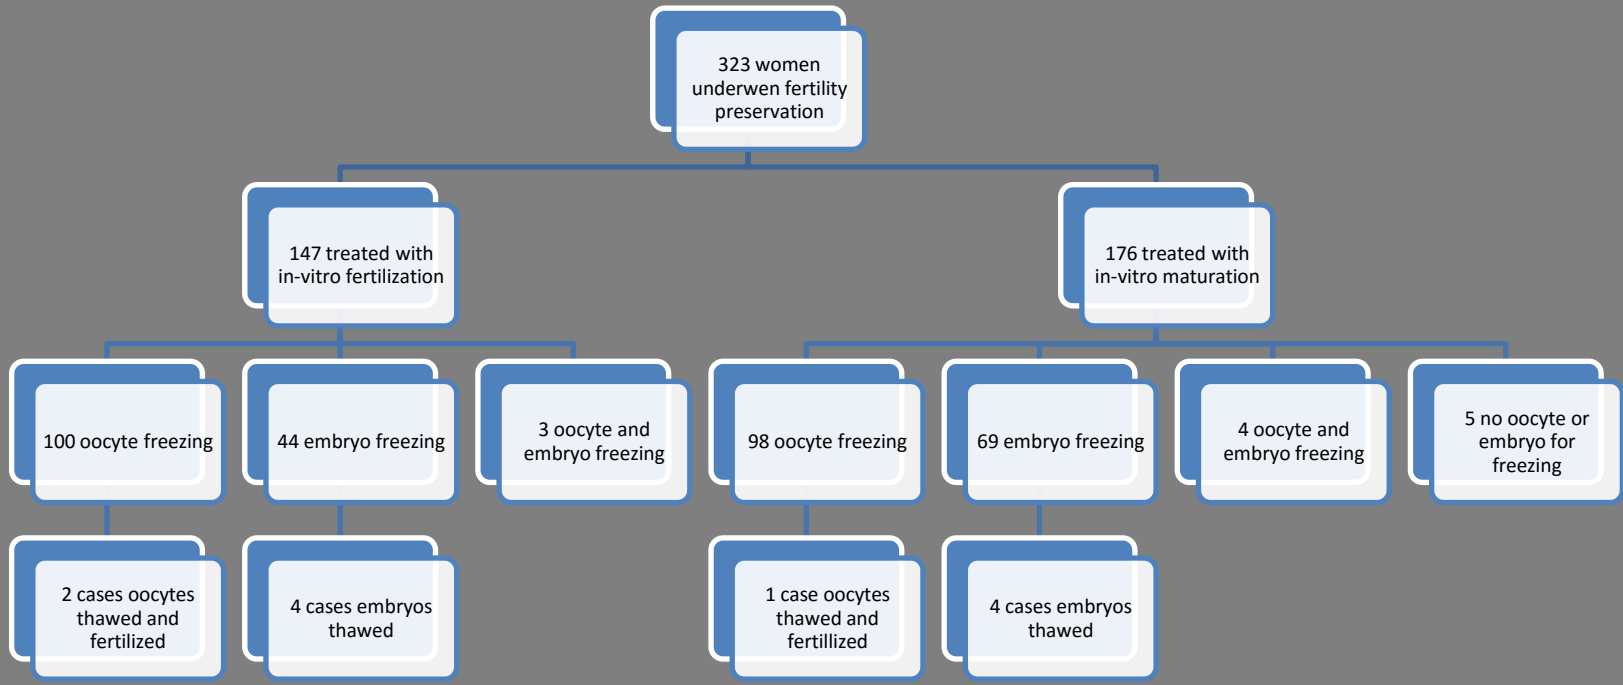 323 women
underwen fertility
preservation
147 treated with
in-vitro fertilization
176 treated with
in-vitro maturation
100 oocyte freezing
44 embryo freezing
3 oocyte and
embryo freezing
98 oocyte freezing
69 embryo freezing
4 oocyte and
embryo freezing
5 no oocyte or
embryo for
freezing
2 cases oocytes
thawed and
fertilized
4 cases embryos
thawed
1 case oocytes
thawed and
fertillized
4 cases embryos
thawed